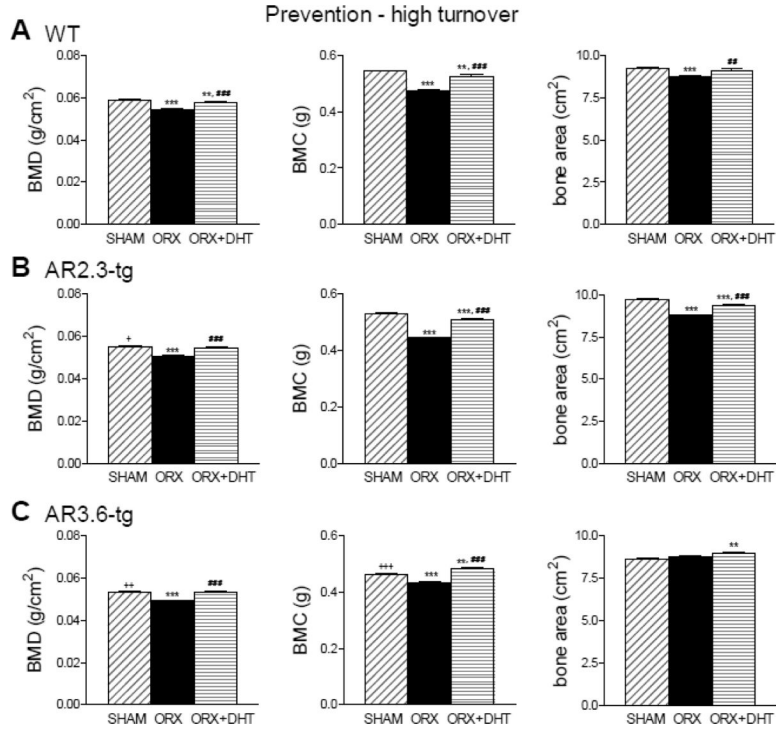 Prevention - high turnover
A WT
BMD (g/cm²)
0.08
0.06
0.04
0.02
0.00
***
**, ###
SHAM ORX ORX+DHT
BMC (g)
0.6
0.4
0.2
0.0
***
**, ###
SHAM ORX ORX+DHT
bone area (cm²)
10.0
7.5
5.0
2.5
0.0
***
##
SHAM ORX ORX+DHT
B AR2.3-tg
BMD (g/cm²)
0.08
0.06
0.04
0.02
0.00
+
***
###
SHAM ORX ORX+DHT
BMC (g)
0.6
0.4
0.2
0.0
***
***, ###
SHAM ORX ORX+DHT
bone area (cm²)
10.0
7.5
5.0
2.5
0.0
***
***, ###
SHAM ORX ORX+DHT
C AR3.6-tg
BMD (g/cm²)
0.08
0.06
0.04
0.02
0.00
++
***
###
SHAM ORX ORX+DHT
BMC (g)
0.6
0.4
0.2
0.0
+++
***
**, ###
SHAM ORX ORX+DHT
bone area (cm²)
10.0
7.5
5.0
2.5
0.0
**
SHAM ORX ORX+DHT